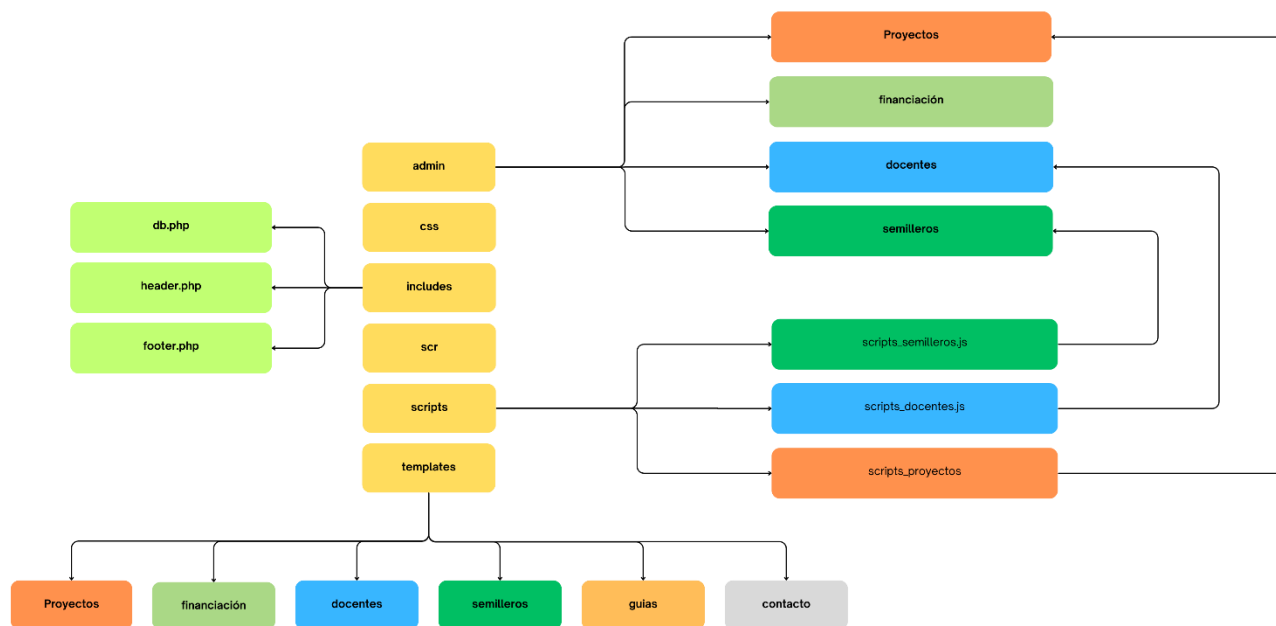 Proyectos
financiación
admin
docentes
db.php
css
semilleros
header.php
includes
footer.php
scr
scripts_semilleros.js
scripts
scripts_docentes.js
templates
scripts_proyectos
Proyectos
financiación
docentes
semilleros
guias
contacto